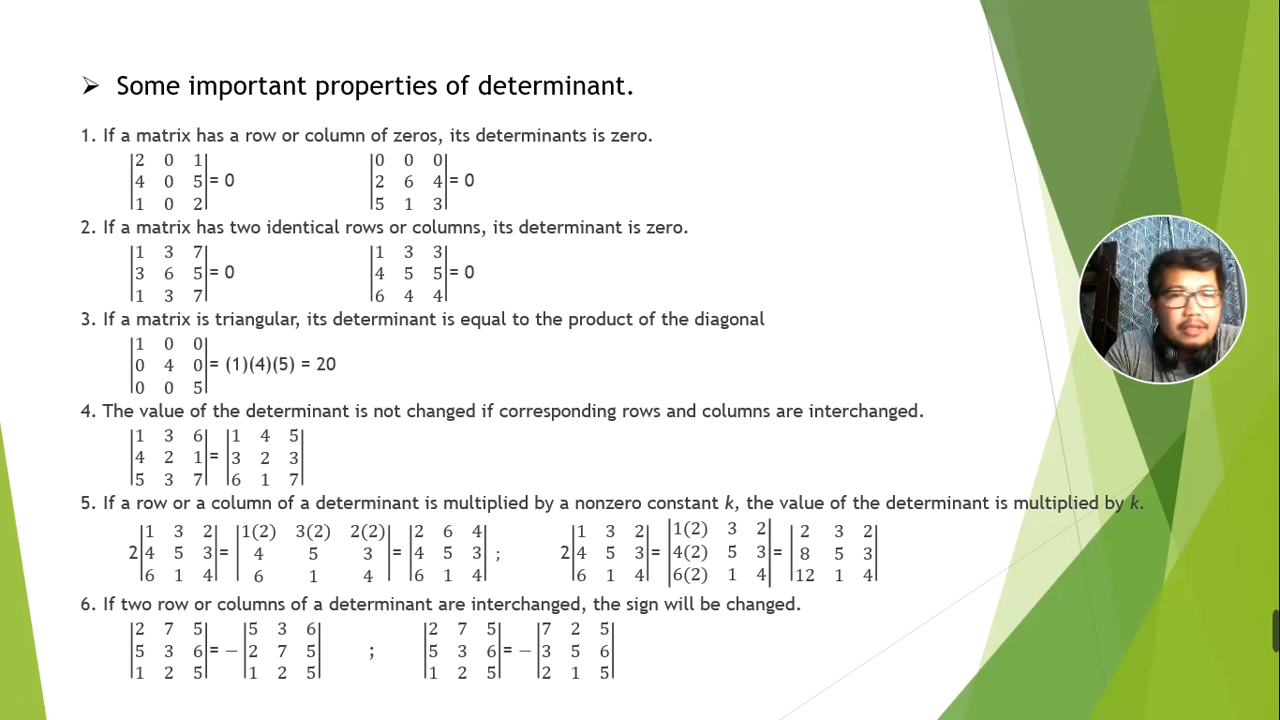 ➢ Some important properties of determinant.
1. If a matrix has a row or column of zeros, its determinants is zero.
|2 0 1| |0 0 0|
|4 0 5| = 0 |2 6 4| = 0
|1 0 2| |5 1 3|
2. If a matrix has two identical rows or columns, its determinant is zero.
|1 3 7| |1 3 3|
|3 6 5| = 0 |4 5 5| = 0
|1 3 7| |6 4 4|
3. If a matrix is triangular, its determinant is equal to the product of the diagonal
|1 0 0|
|0 4 0| = (1)(4)(5) = 20
|0 0 5|
4. The value of the determinant is not changed if corresponding rows and columns are interchanged.
|1 3 6| |1 4 5|
|4 2 1| = |3 2 3|
|5 3 7| |6 1 7|
5. If a row or a column of a determinant is multiplied by a nonzero constant k, the value of the determinant is multiplied by k.
|1 3 2| |1(2) 3(2) 2(2)| |2 6 4| |1 3 2| |1(2) 3 2| |2 3 2|
2|4 5 3| = |4 5 3| = |4 5 3| ; 2|4 5 3| = |4(2) 5 3| = |8 5 3|
|6 1 4| |6 1 4| |6 1 4| |6 1 4| |6(2) 1 4| |12 1 4|
6. If two row or columns of a determinant are interchanged, the sign will be changed.
|2 7 5| |5 3 6| |2 7 5| |7 2 5|
|5 3 6| = − |2 7 5| ; |5 3 6| = − |3 5 6|
|1 2 5| |1 2 5| |1 2 5| |2 1 5|